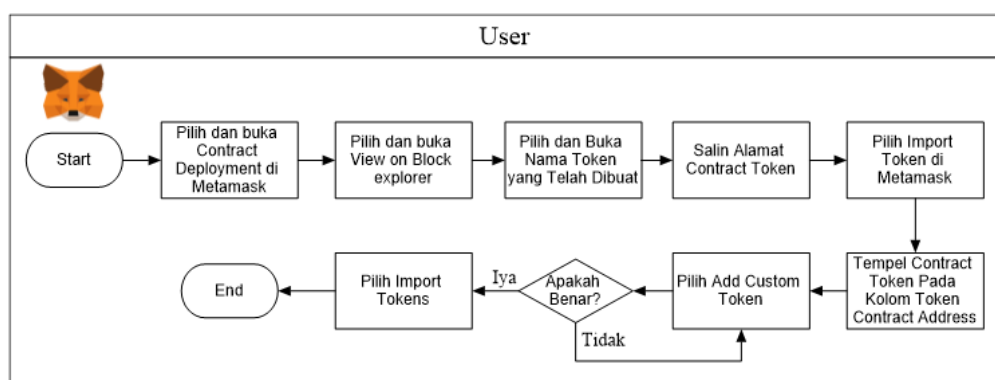 User
Start
Pilih dan buka
Contract
Deployment di
Metamask
Pilih dan buka
View on Block
explorer
Pilih dan Buka
Nama Token
yang Telah Dibuat
Salin Alamat
Contract Token
Pilih Import
Token di
Metamask
Tempel Contract
Token Pada
Kolom Token
Contract Address
Pilih Add Custom
Token
Apakah
Benar?
Iya
Tidak
Pilih Import
Tokens
End